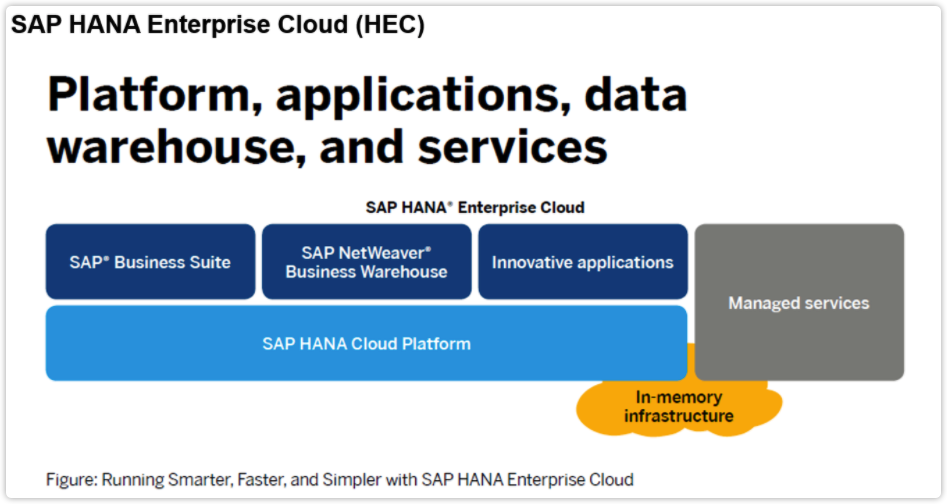 SAP HANA Enterprise Cloud (HEC)
Platform, applications, data
warehouse, and services
SAP HANA® Enterprise Cloud
SAP® Business Suite
SAP NetWeaver®
Business Warehouse
Innovative applications
Managed services
SAP HANA Cloud Platform
In-memory
infrastructure
Figure: Running Smarter, Faster, and Simpler with SAP HANA Enterprise Cloud